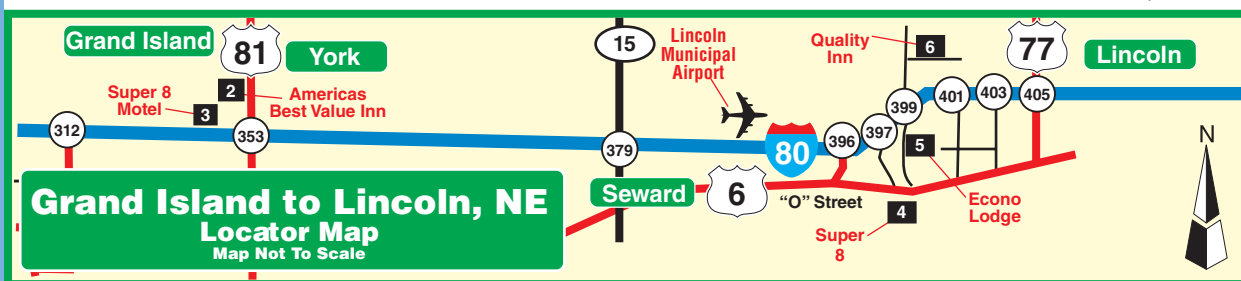 Grand Island
81
York
Super 8
Motel
3
2
Americas
Best Value Inn
312
353
15
379
Lincoln
Municipal
Airport
80
396
397
399
401
403
405
Quality
Inn
6
77
Lincoln
5
Econo
Lodge
Seward
6
"O" Street
4
Super
8
N
Grand Island to Lincoln, NE
Locator Map
Map Not To Scale